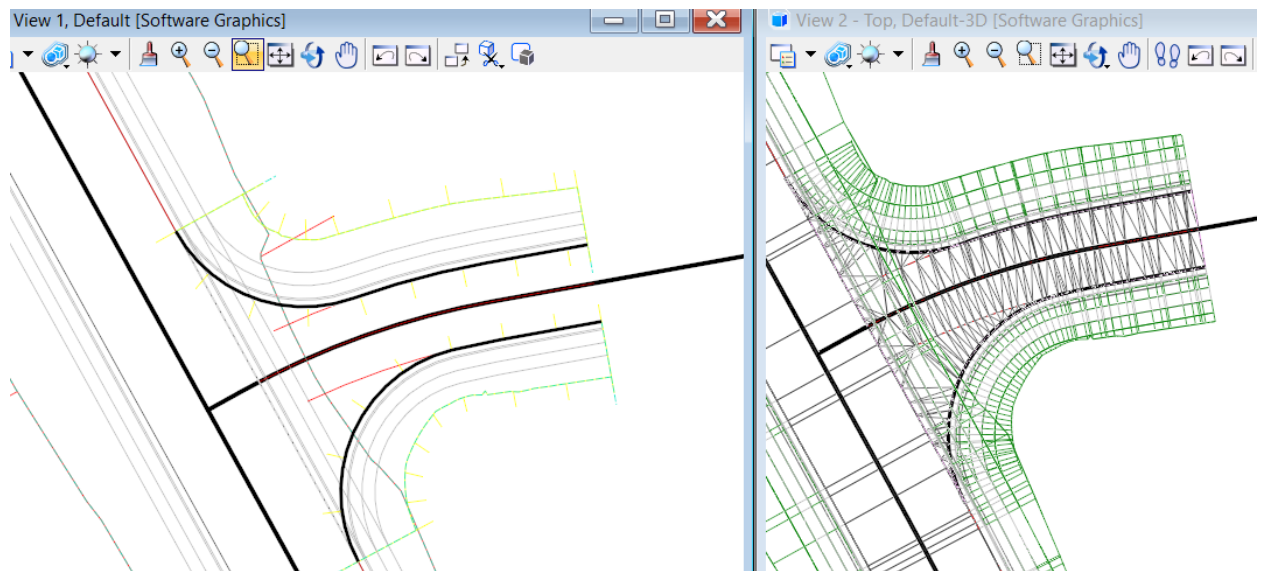 View 1, Default [Software Graphics]
View 2 - Top, Default-3D [Software Graphics]